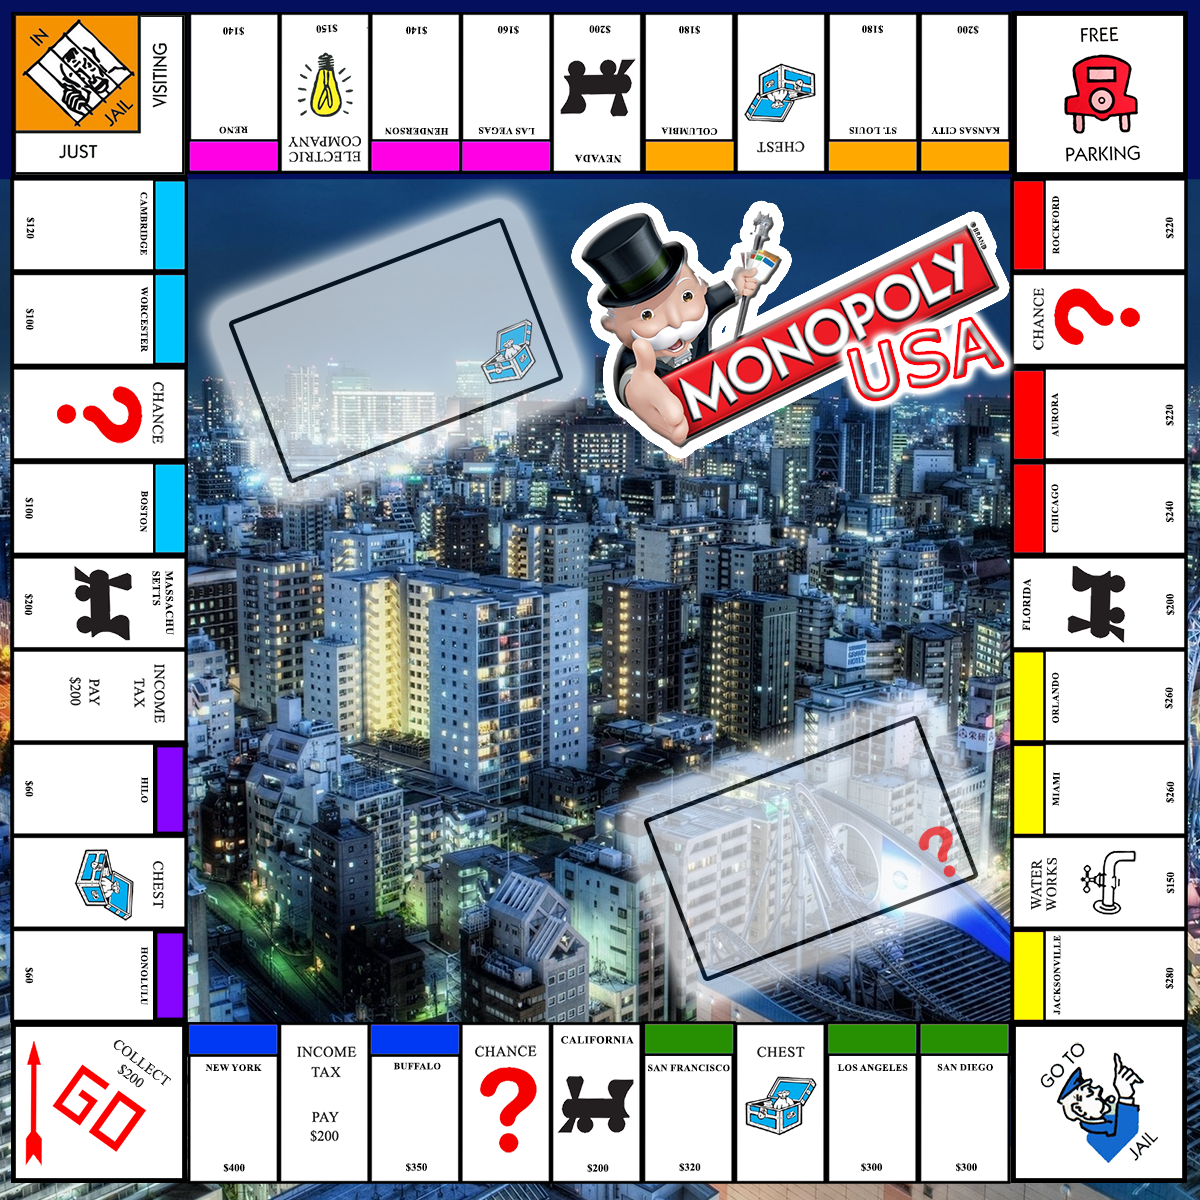 IN
JAIL
JUST
VISITING
$140
RENO
$150
ELECTRIC
COMPANY
$140
HENDERSON
$160
LAS VEGAS
$200
NEVADA
$180
COLUMBIA
CHEST
$180
ST. LOUIS
$200
KANSAS CITY
FREE
PARKING
ROCKFORD
$220
CHANCE
?
AURORA
$220
CHICAGO
$240
FLORIDA
$200
ORLANDO
$260
MIAMI
$260
WATER
WORKS
$150
JACKSONVILLE
$280
GO TO
JAIL
SAN DIEGO
$300
LOS ANGELES
$300
CHEST
SAN FRANCISCO
$320
CALIFORNIA
$200
CHANCE
?
BUFFALO
$350
INCOME
TAX
PAY
$200
NEW YORK
$400
COLLECT
$200
GO
HONOLULU
$60
CHEST
HILO
$60
INCOME
TAX
PAY
$200
MASSACHU
SETTS
$200
BOSTON
$100
CHANCE
?
WORCESTER
$100
CAMBRIDGE
$120
MONOPOLY
BRAND
USA
GRAND
HOTEL
?